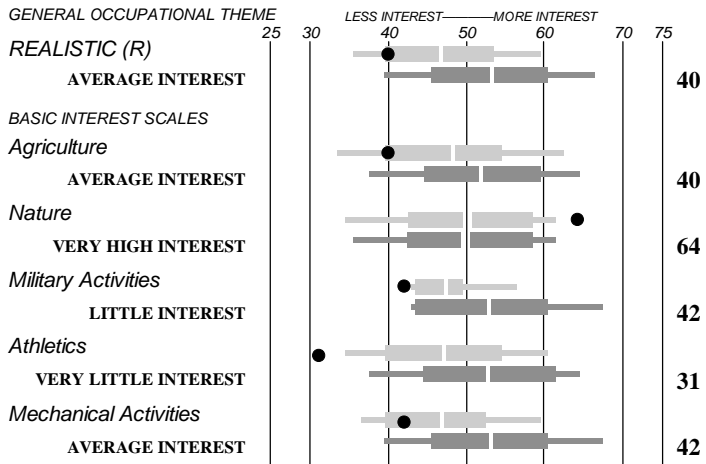 GENERAL OCCUPATIONAL THEME LESS INTEREST MORE INTEREST
25 30 40 50 60 70 75
REALISTIC (R)
AVERAGE INTEREST 40
BASIC INTEREST SCALES
Agriculture
AVERAGE INTEREST 40
Nature
VERY HIGH INTEREST 64
Military Activities
LITTLE INTEREST 42
Athletics
VERY LITTLE INTEREST 31
Mechanical Activities
AVERAGE INTEREST 42